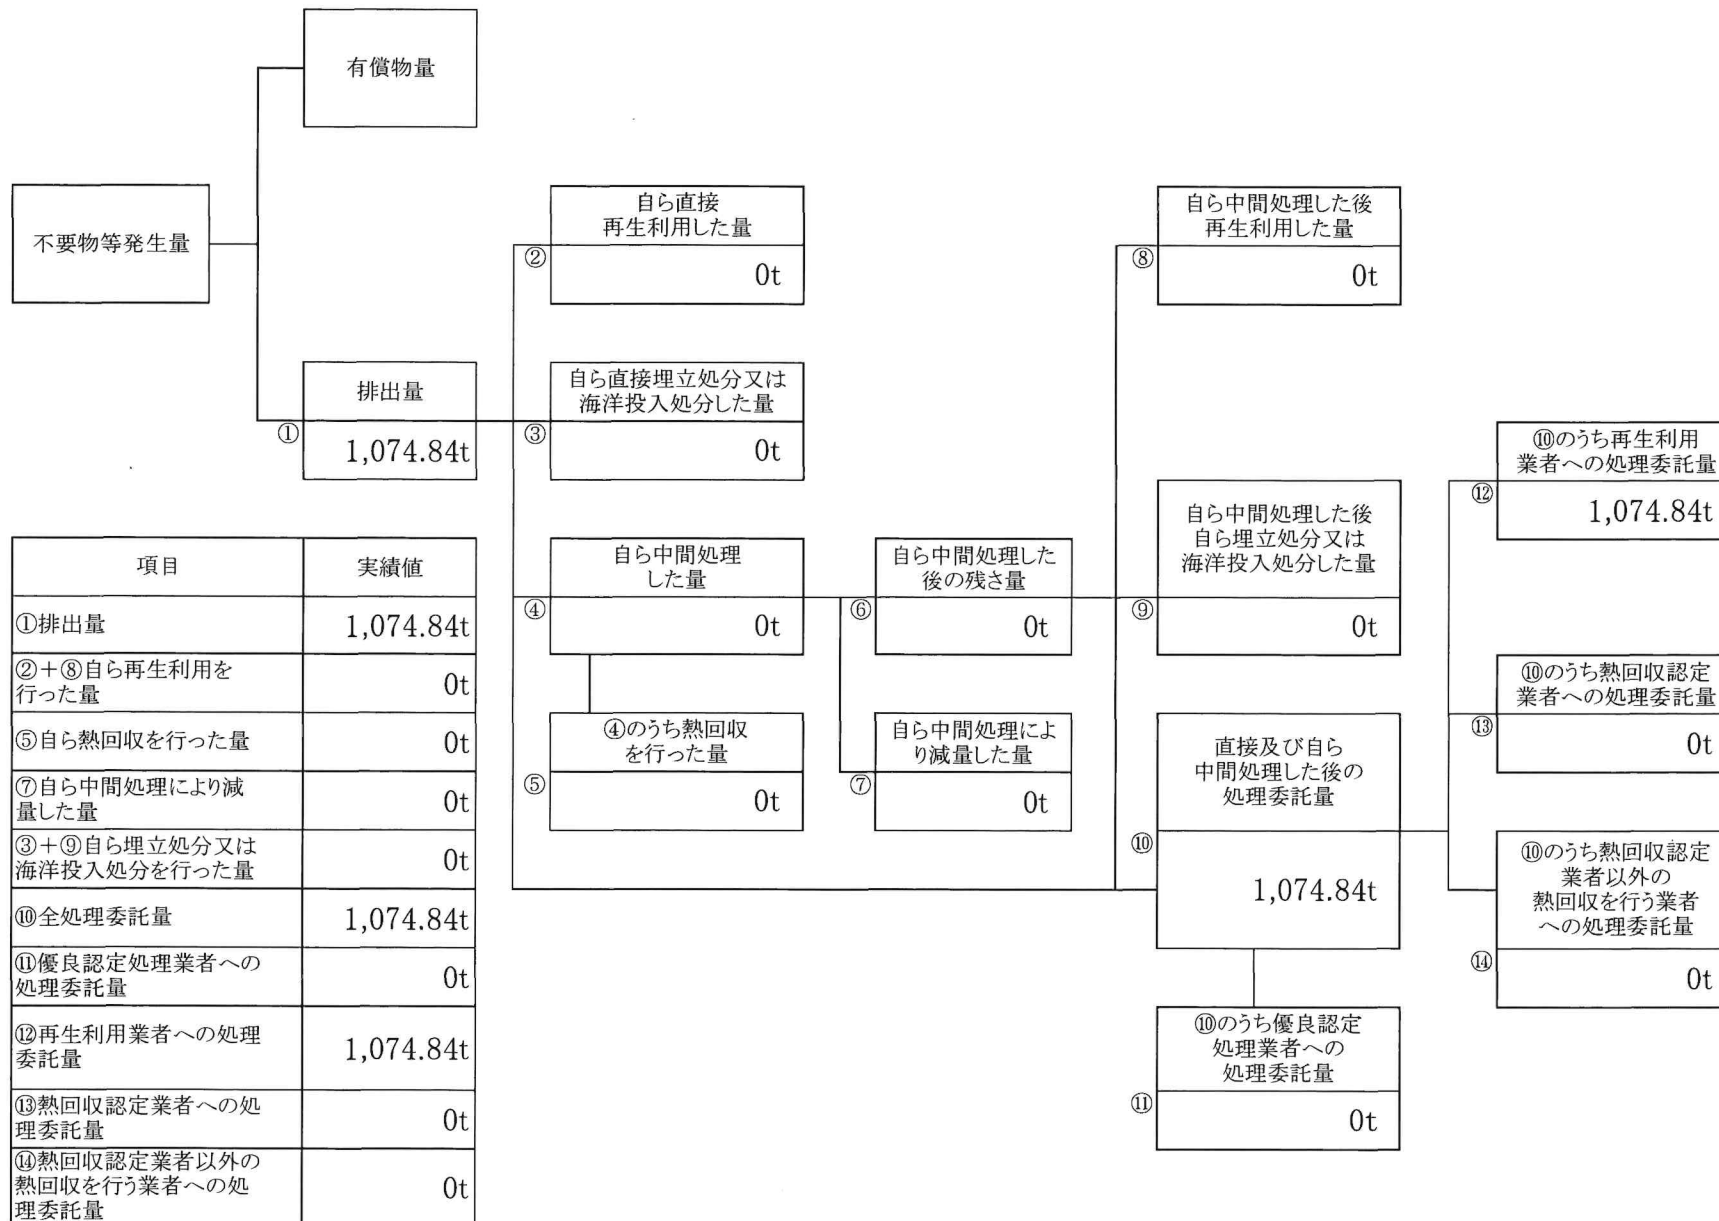 有償物量
不要物等発生量
排出量
①
1,074.84t
自ら直接
再生利用した量
②
0t
自ら直接埋立処分又は
海洋投入処分した量
③
0t
自ら中間処理
した量
④
0t
④のうち熱回収
を行った量
⑤
0t
自ら中間処理した
後の残さ量
⑥
0t
自ら中間処理によ
り減量した量
⑦
0t
自ら中間処理した後
再生利用した量
⑧
0t
自ら中間処理した後
自ら埋立処分又は
海洋投入処分した量
⑨
0t
直接及び自ら
中間処理した後の
処理委託量
⑩
1,074.84t
⑩のうち優良認定
処理業者への
処理委託量
⑪
0t
⑩のうち再生利用
業者への処理委託量
⑫
1,074.84t
⑩のうち熱回収認定
業者への処理委託量
⑬
0t
⑩のうち熱回収認定
業者以外の
熱回収を行う業者
への処理委託量
⑭
0t
項目 実績値
①排出量 1,074.84t
②+⑧自ら再生利用を
行った量 0t
⑤自ら熱回収を行った量 0t
⑦自ら中間処理により減
量した量 0t
③+⑨自ら埋立処分又は
海洋投入処分を行った量 0t
⑩全処理委託量 1,074.84t
⑪優良認定処理業者への
処理委託量 0t
⑫再生利用業者への処理
委託量 1,074.84t
⑬熱回収認定業者への処
理委託量 0t
⑭熱回収認定業者以外の
熱回収を行う業者への処
理委託量 0t